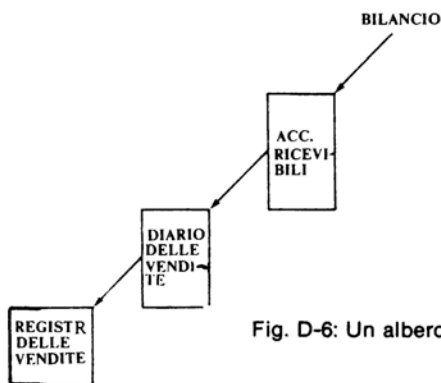 BILANCIO
ACC.
RICEVI-
BILI
DIARIO
DELLE
VENDI-
TE
REGISTR
DELLE
VENDITE
Fig. D-6: Un albero